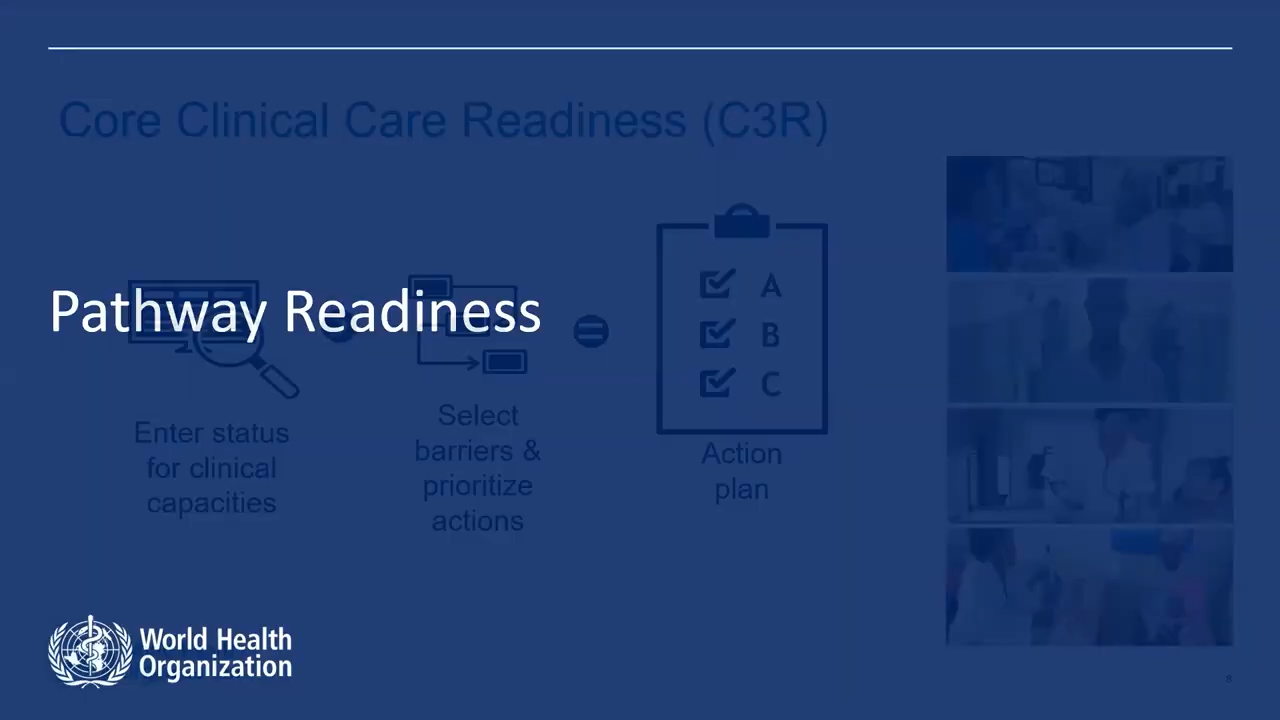 Core Clinical Care Readiness (C3R)
Pathway Readiness
A
B
C
Enter status
for clinical
capacities
Select
barriers &
prioritize
actions
Action
plan
World Health
Organization
8